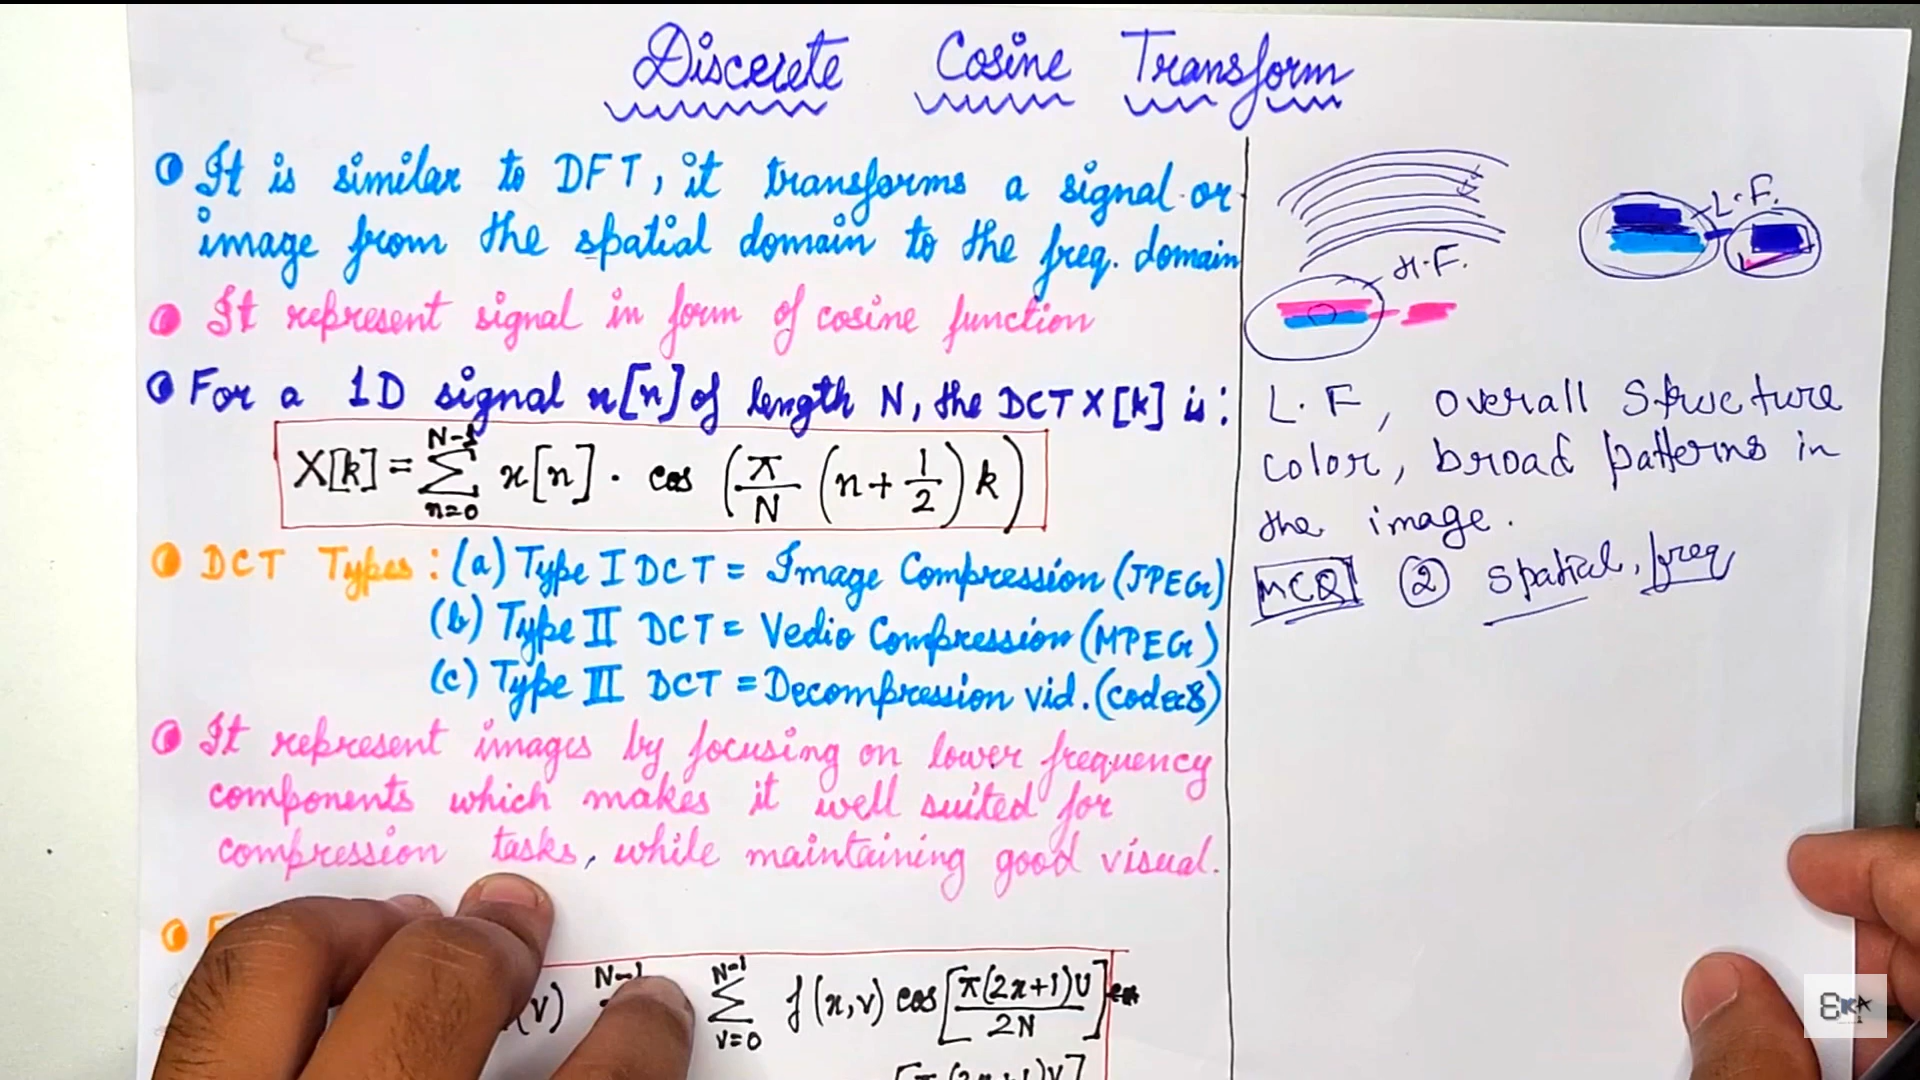 Discrete Cosine Transform
It is similar to DFT, it transforms a signal or
image from the spatial domain to the freq. domain
It represent signal in form of cosine function
For a 1D signal x[n] of length N, the DCT X[k] is:
X[k] = N-1 Σ n=0 x[n] · cos (π/N (n+1/2) k)
DCT Types: (a) Type I DCT = Image Compression (JPEG)
(b) Type II DCT = Vedio Compression (MPEG)
(c) Type III DCT = Decompression vid. (codecs)
It represent images by focusing on lower frequency
components which makes it well suited for
compression tasks, while maintaining good visual.
V) N-1 N-1 Σ v=0 f(x,v) cos [π(2x+1)U/2N]
L.F.
H.F.
L.F, overall structure
color, broad patterns in
the image.
MCQ ② spatial, freq